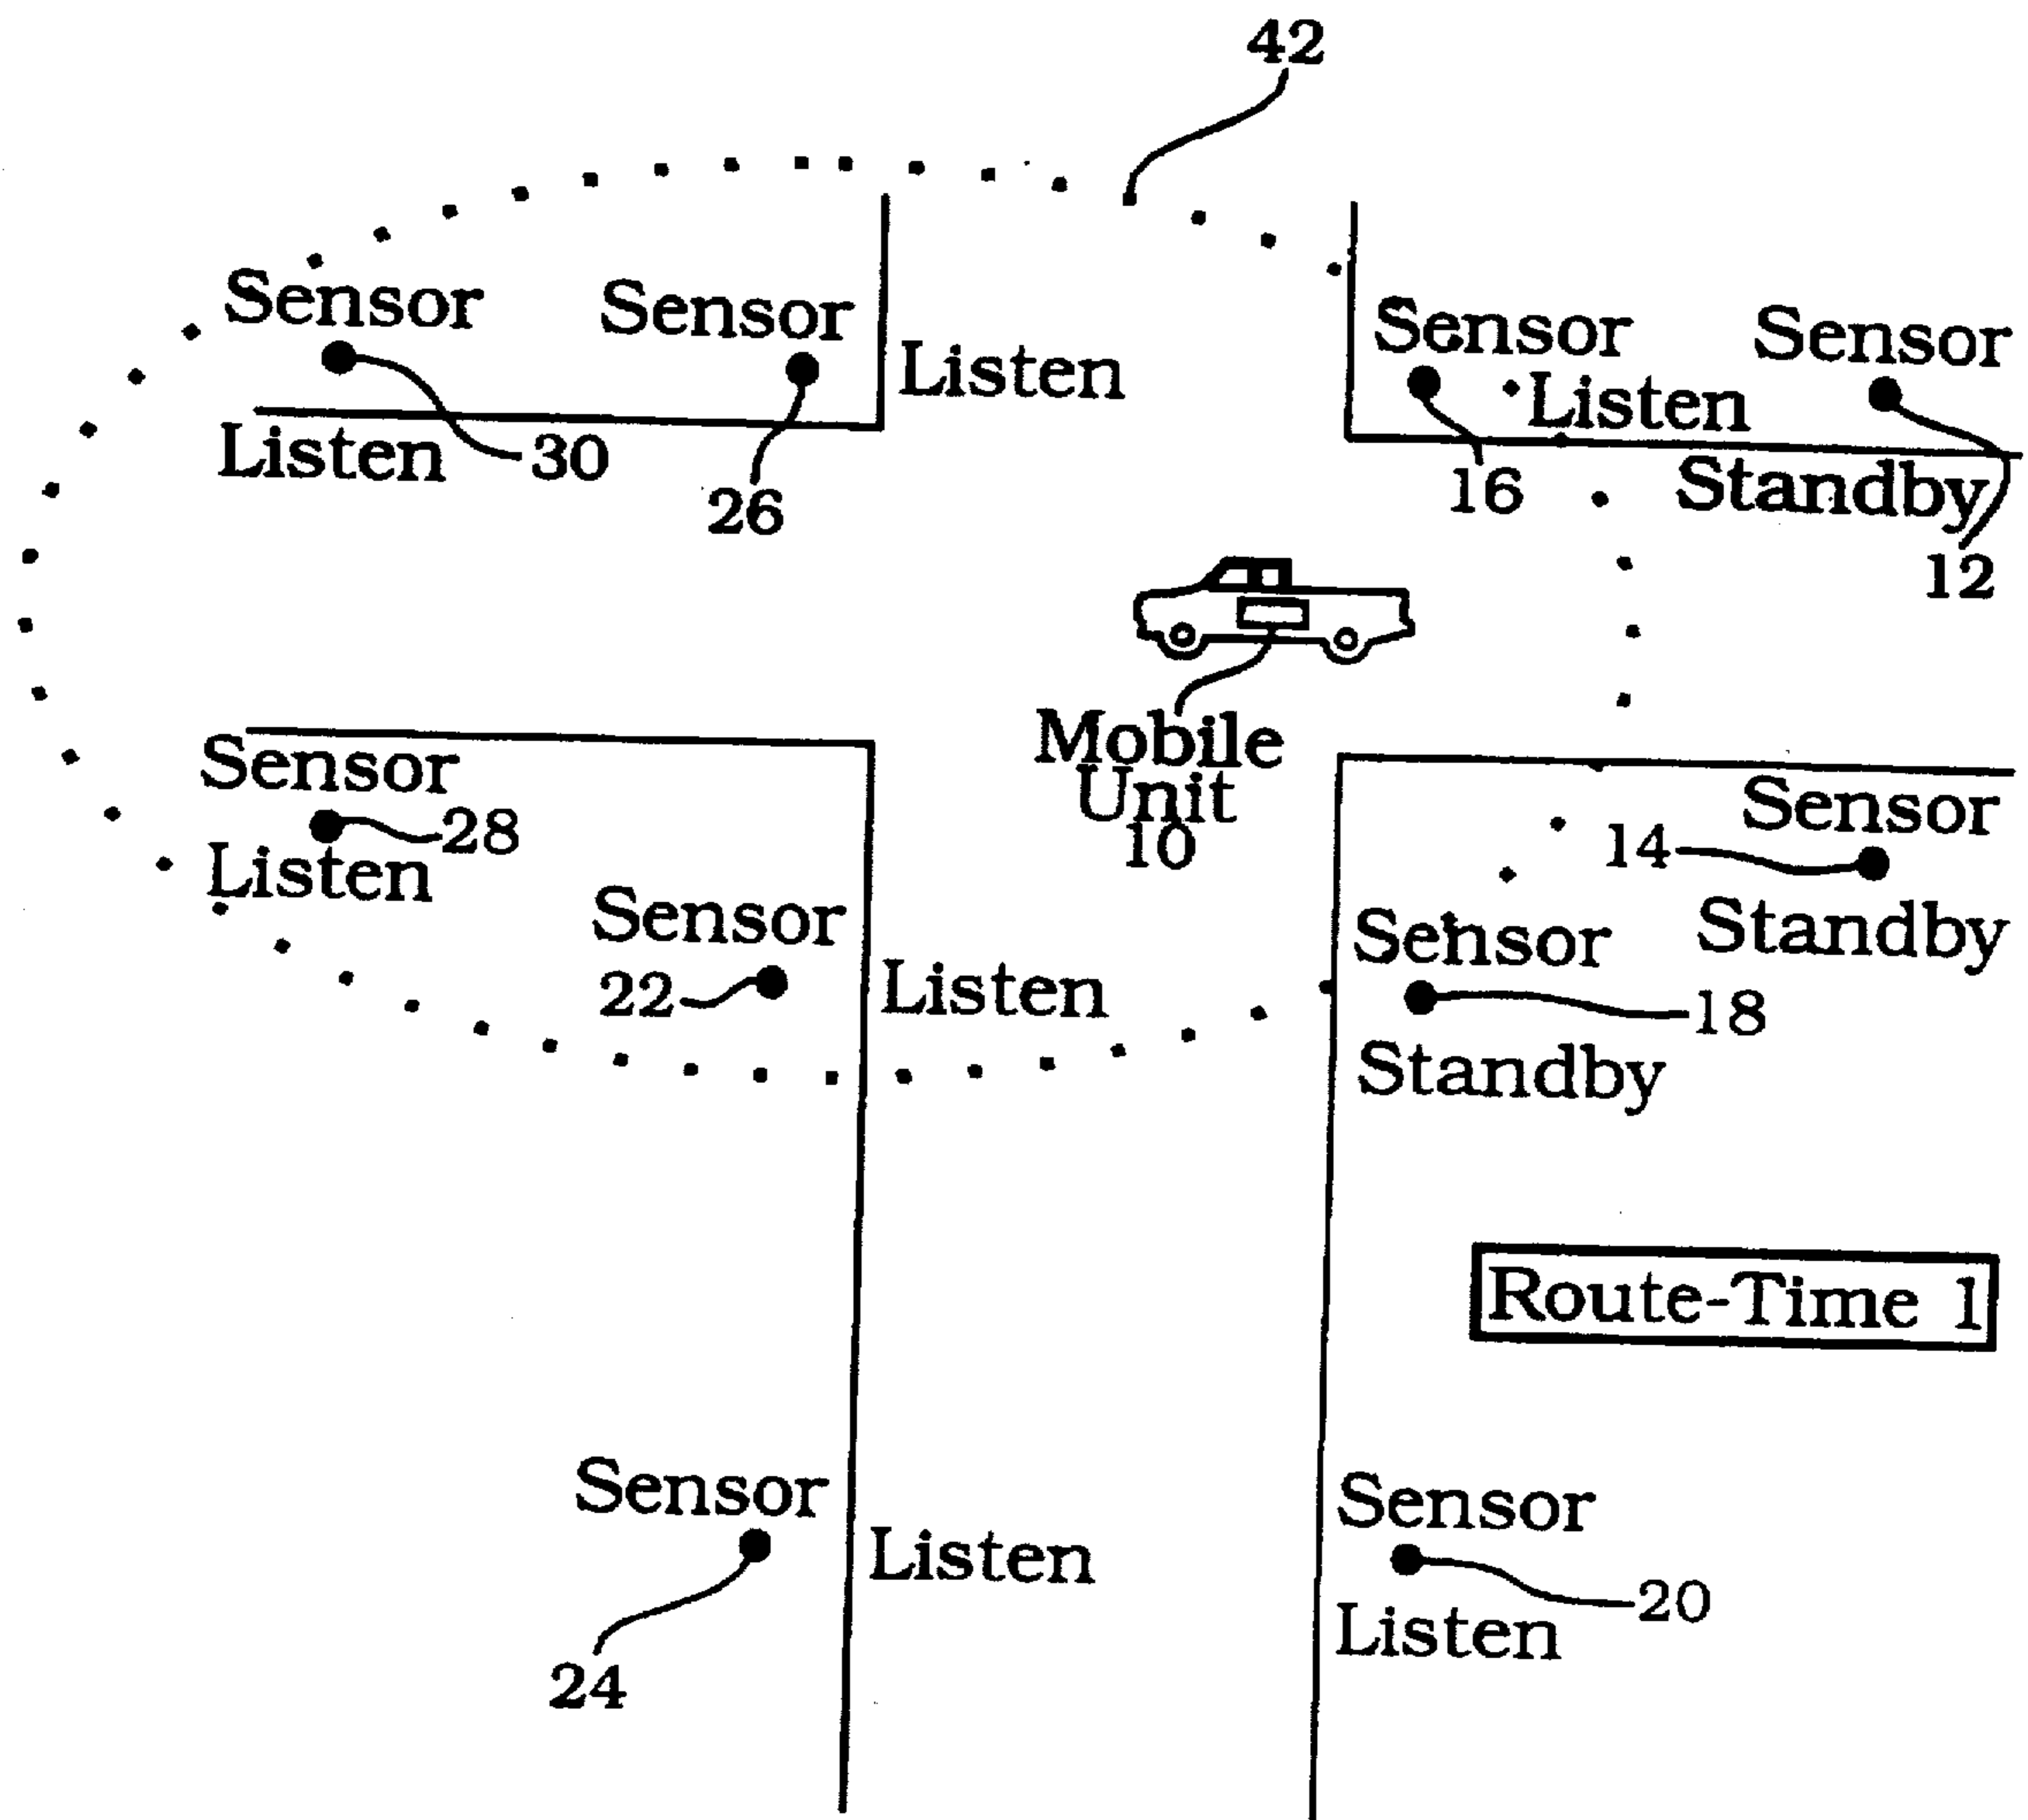 42
Sensor
Sensor
Sensor
Sensor
Listen
Listen
Listen
30
26
16
Standby
12
Mobile
Unit
10
Sensor
28
Listen
Sensor
14
Standby
Sensor
22
Listen
Sensor
18
Standby
Route-Time 1
Sensor
Listen
24
Sensor
20
Listen